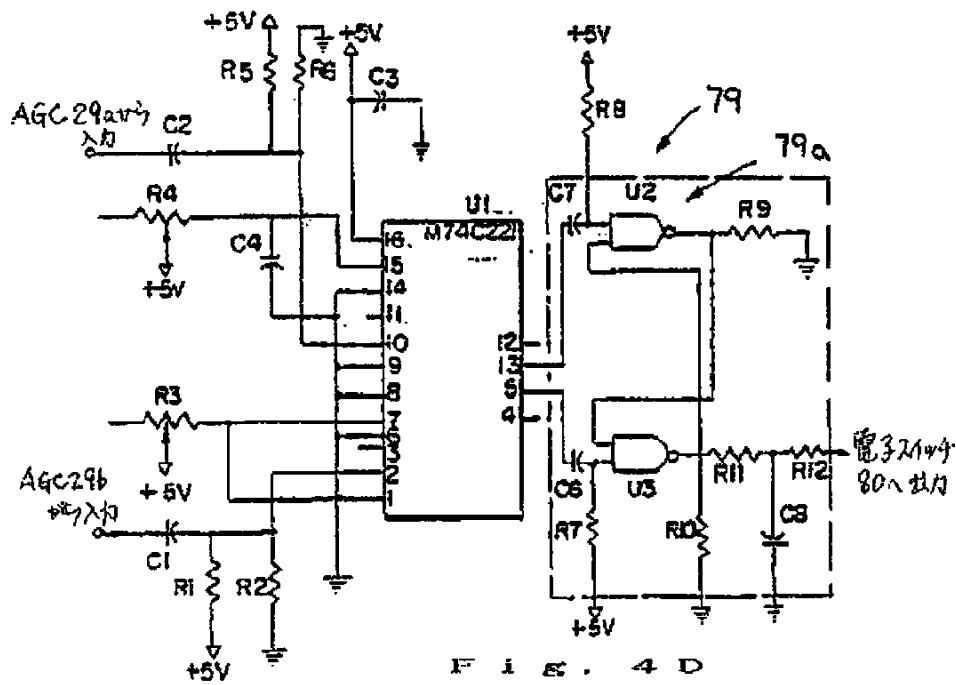 +5V
+5V
+5V
R5
R6
C3
R8
79
AGC 29aから
入力
C2
79a
R4
C7
U2
R9
U1
M74C221
C4
16
15
+5V
14
11
10
12
9
13
8
5
R3
7
4
6
3
2
C6
U3
R11
R12
電子スイッチ
80へ出力
+5V
AGC29b
から入力
1
R7
R10
C8
C1
R1
R2
+5V
+5V
Fig. 4D